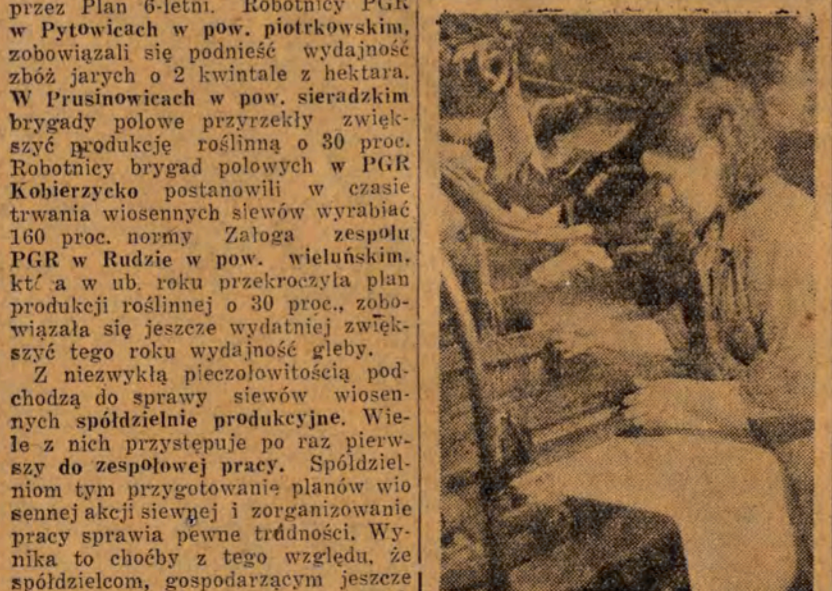 przez Plan 6-letni. Robotnicy PGR
w Pytowicach w pow. piotrkowskim,
zobowiązali się podnieść wydajność
zbóż jarych o 2 kwintale z hektara.
W Prusinowicach w pow. sieradzkim
brygady polowe przyrzekły zwięk-
szyć produkcję roślinną o 30 proc.
Robotnicy brygad polowych w PGR
Kobierzycko postanowili w czasie
trwania wiosennych siewów wyrabiać
160 proc. normy Załoga zespołu
PGR w Rudzie w pow. wieluńskim,
któ a w ub. roku przekroczyła plan
produkcji roślinnej o 30 proc., zobo-
wiązała się jeszcze wydatniej zwięk-
szyć tego roku wydajność gleby.
Z niezwykłą pieczołowitością pod-
chodzą do sprawy siewów wiosen-
nych spółdzielnie produkcyjne. Wie-
le z nich przystępuje po raz pierw-
szy do zespołowej pracy. Spółdziel-
niom tym przygotowanie planów wio
sennej akcji siewnej i zorganizowanie
pracy sprawia pewne trudności. Wy-
nika to choćby z tego względu, że
spółdzielcom, gospodarzącym jeszcze